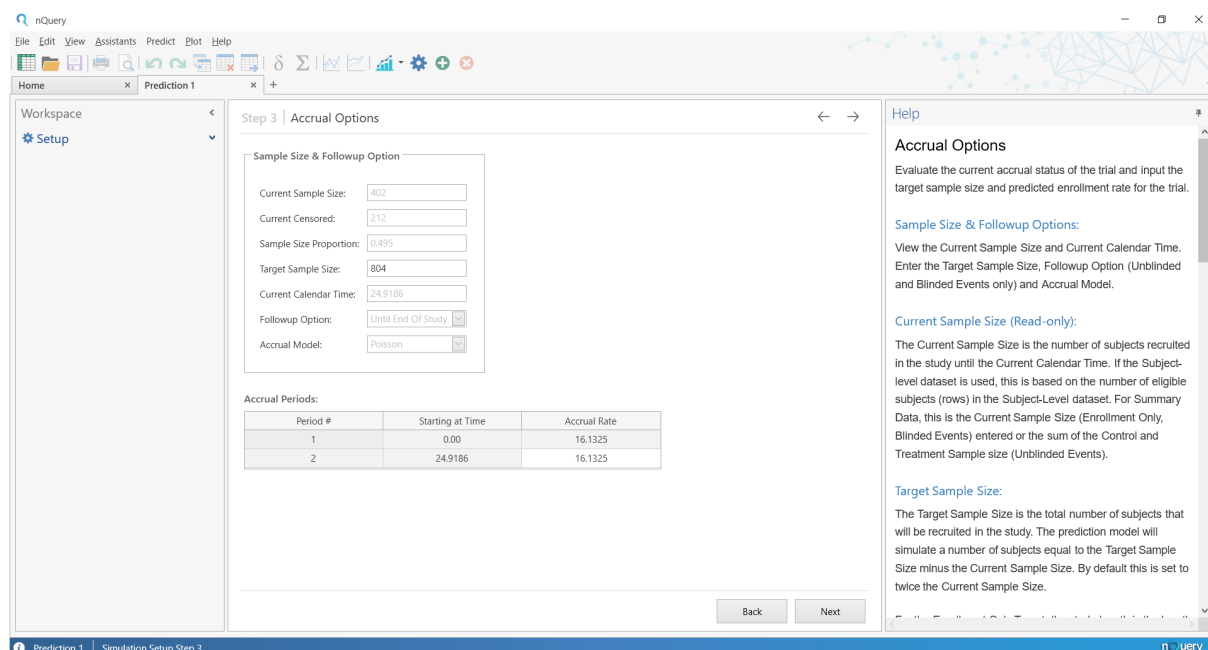 nQuery
File Edit View Assistants Predict Plot Help
Home × Prediction 1 × +
Workspace
Setup
Step 3 | Accrual Options
Sample Size & Followup Option
Current Sample Size: 402
Current Censored: 212
Sample Size Proportion: 0.495
Target Sample Size: 804
Current Calendar Time: 24.9186
Followup Option: Until End Of Study
Accrual Model: Poisson
Accrual Periods:
Period # Starting at Time Accrual Rate
1 0.00 16.1325
2 24.9186 16.1325
Back Next
Help
Accrual Options
Evaluate the current accrual status of the trial and input the
target sample size and predicted enrollment rate for the trial.
Sample Size & Followup Options:
View the Current Sample Size and Current Calendar Time.
Enter the Target Sample Size, Followup Option (Unblinded
and Blinded Events only) and Accrual Model.
Current Sample Size (Read-only):
The Current Sample Size is the number of subjects recruited
in the study until the Current Calendar Time. If the Subject-
level dataset is used, this is based on the number of eligible
subjects (rows) in the Subject-Level dataset. For Summary
Data, this is the Current Sample Size (Enrollment Only,
Blinded Events) entered or the sum of the Control and
Treatment Sample size (Unblinded Events).
Target Sample Size:
The Target Sample Size is the total number of subjects that
will be recruited in the study. The prediction model will
simulate a number of subjects equal to the Target Sample
Size minus the Current Sample Size. By default this is set to
twice the Current Sample Size.
Prediction 1 | Simulation Setup Step 3
nQuery